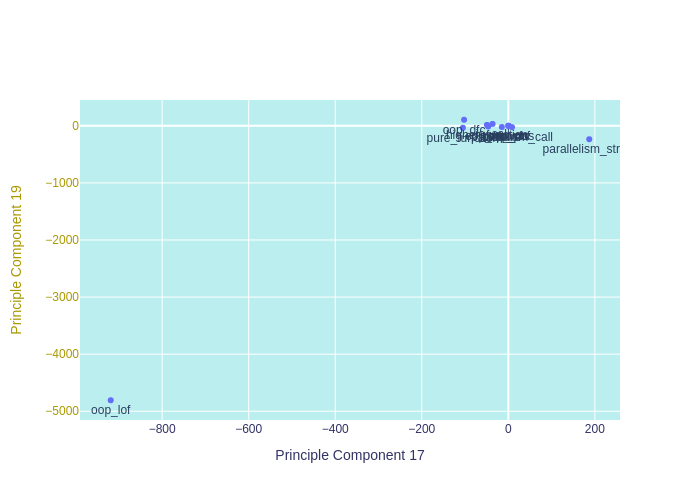 0
−1000
−2000
−3000
−4000
−5000
Principle Component 19
oop_dfc
parallelism_str
oop_lof
−800
−600
−400
−200
0
200
Principle Component 17